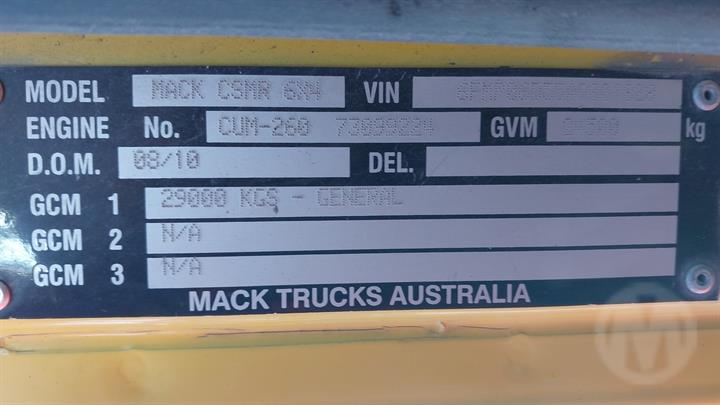 MODEL MACK CSMR 6X4 VIN
ENGINE No. CUM-260 73099224 GVM kg
D.O.M. 08/10 DEL.
GCM 1 29000 KGS - GENERAL
GCM 2 N/A
GCM 3 N/A
MACK TRUCKS AUSTRALIA
M